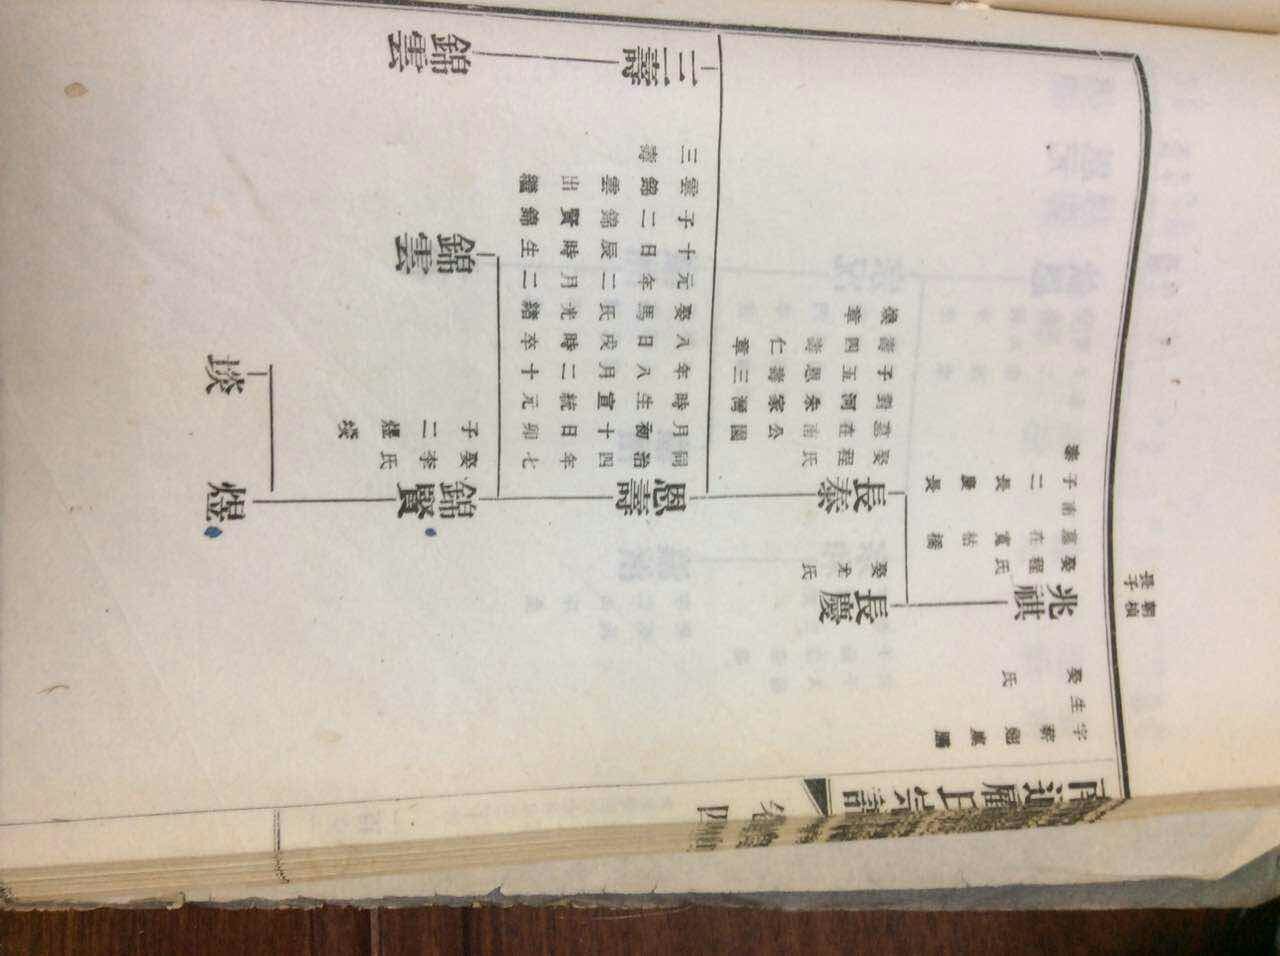 南通顧氏宗譜
卷四
字薪翹廩膳
生
娶 氏
朝楨
長子
兆祺
娶程氏
墓在寬枯橋
南
子二長慶長
泰
長慶
娶尤氏
長泰
娶程氏
墓在南公園
對河朱家灣
子五恩壽三
壽四壽仁章
煥章
恩壽
同治四年七
月初十日卯
時生宣統元
年八月二十
八日戌時卒
娶馬氏光緒
元年二月二
十日辰時生
子二錦賢錦
雲錦雲出繼
三壽
三壽
錦賢
娶李氏
子二煜埮
錦雲
錦雲
煜
埮